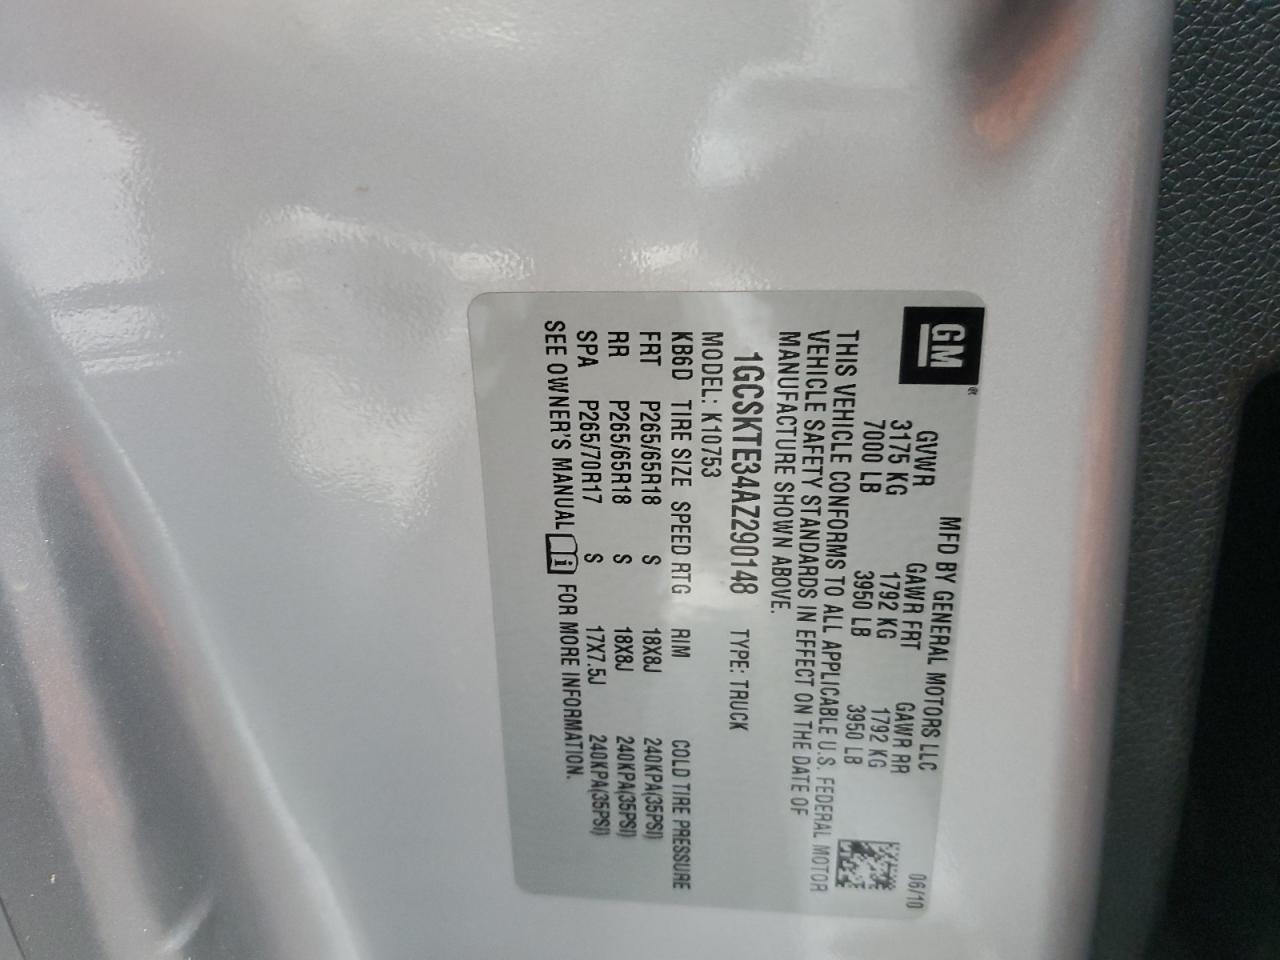 GM®
MFD BY GENERAL MOTORS LLC 06/10
GVWR GAWR FRT GAWR RR
3175 KG 1792 KG 1792 KG
7000 LB 3950 LB 3950 LB
THIS VEHICLE CONFORMS TO ALL APPLICABLE U.S. FEDERAL MOTOR
VEHICLE SAFETY STANDARDS IN EFFECT ON THE DATE OF
MANUFACTURE SHOWN ABOVE.
1GCSKTE34AZ290148 TYPE: TRUCK
MODEL: K10753
KB6D TIRE SIZE SPEED RTG RIM COLD TIRE PRESSURE
FRT P265/65R18 S 18X8J 240KPA(35PSI)
RR P265/65R18 S 18X8J 240KPA(35PSI)
SPA P265/70R17 S 17X7.5J 240KPA(35PSI)
SEE OWNER'S MANUAL i FOR MORE INFORMATION.